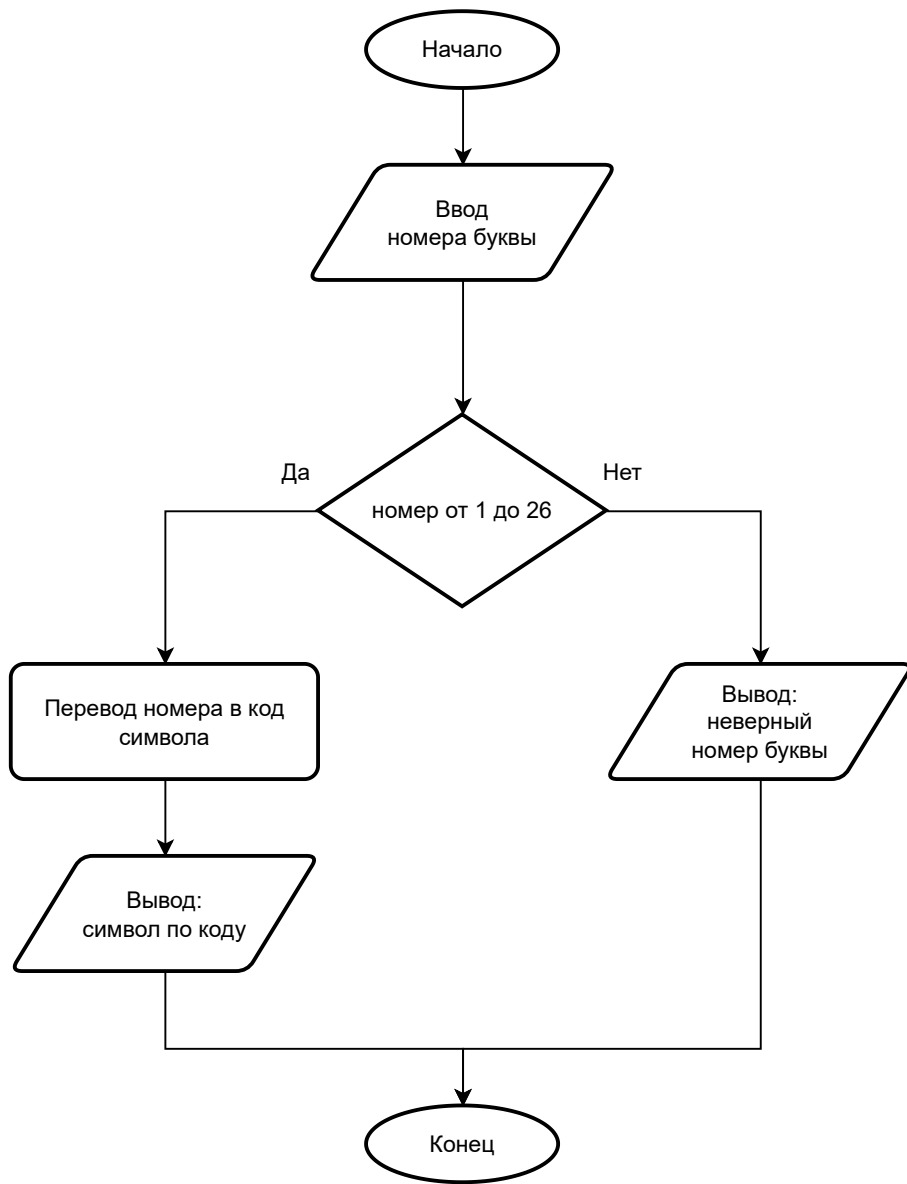 Начало
Ввод
номера буквы
Да
Нет
номер от 1 до 26
Перевод номера в код
символа
Вывод:
неверный
номер буквы
Вывод:
символ по коду
Конец